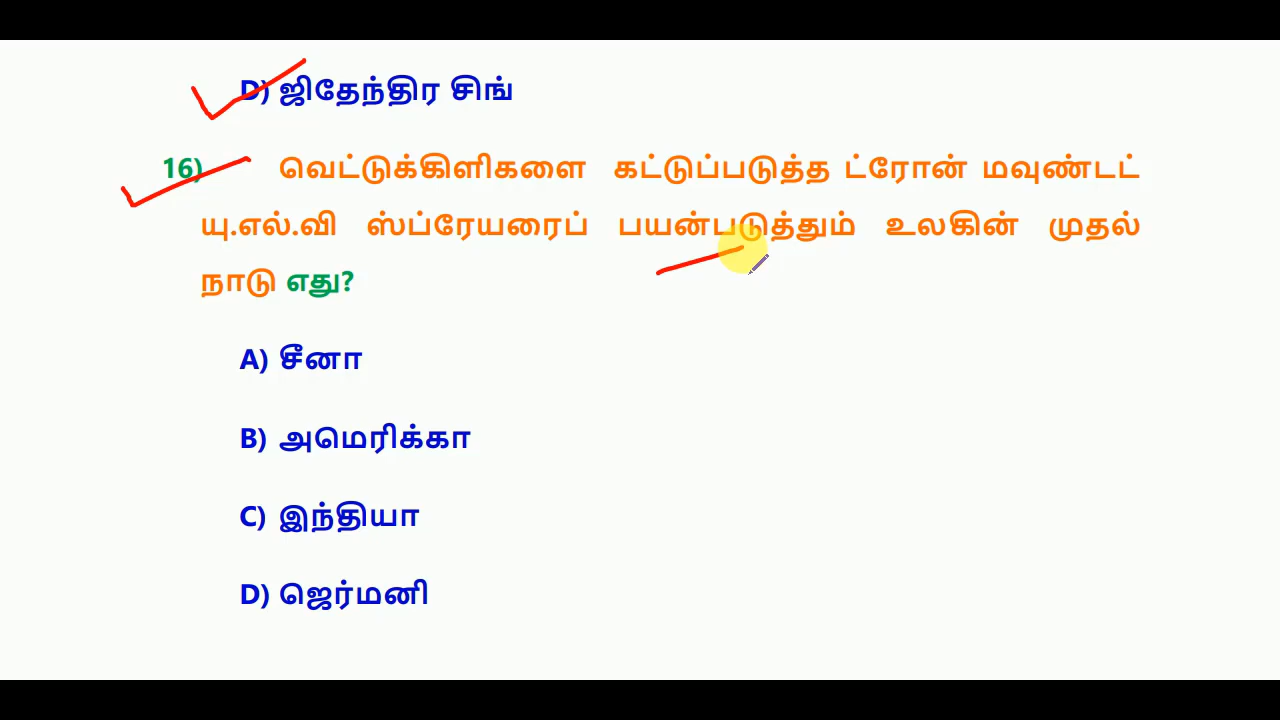 D) ஜிதேந்திர சிங்
16) வெட்டுக்கிளிகளை கட்டுப்படுத்த ட்ரோன் மவுண்டட்
யு.எல்.வி ஸ்ப்ரேயரைப் பயன்படுத்தும் உலகின் முதல்
நாடு எது?
A) சீனா
B) அமெரிக்கா
C) இந்தியா
D) ஜெர்மனி